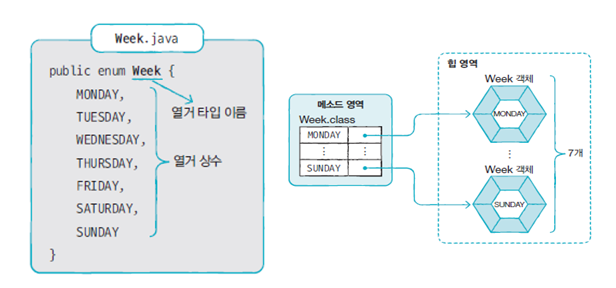 Week.java
public enum Week {
MONDAY,
TUESDAY,
WEDNESDAY,
THURSDAY,
FRIDAY,
SATURDAY,
SUNDAY
}
열거 타입 이름
열거 상수
메소드 영역
Week.class
MONDAY
⋮ ⋮
SUNDAY
힙 영역
Week 객체
MONDAY
⋮
Week 객체
SUNDAY
7개